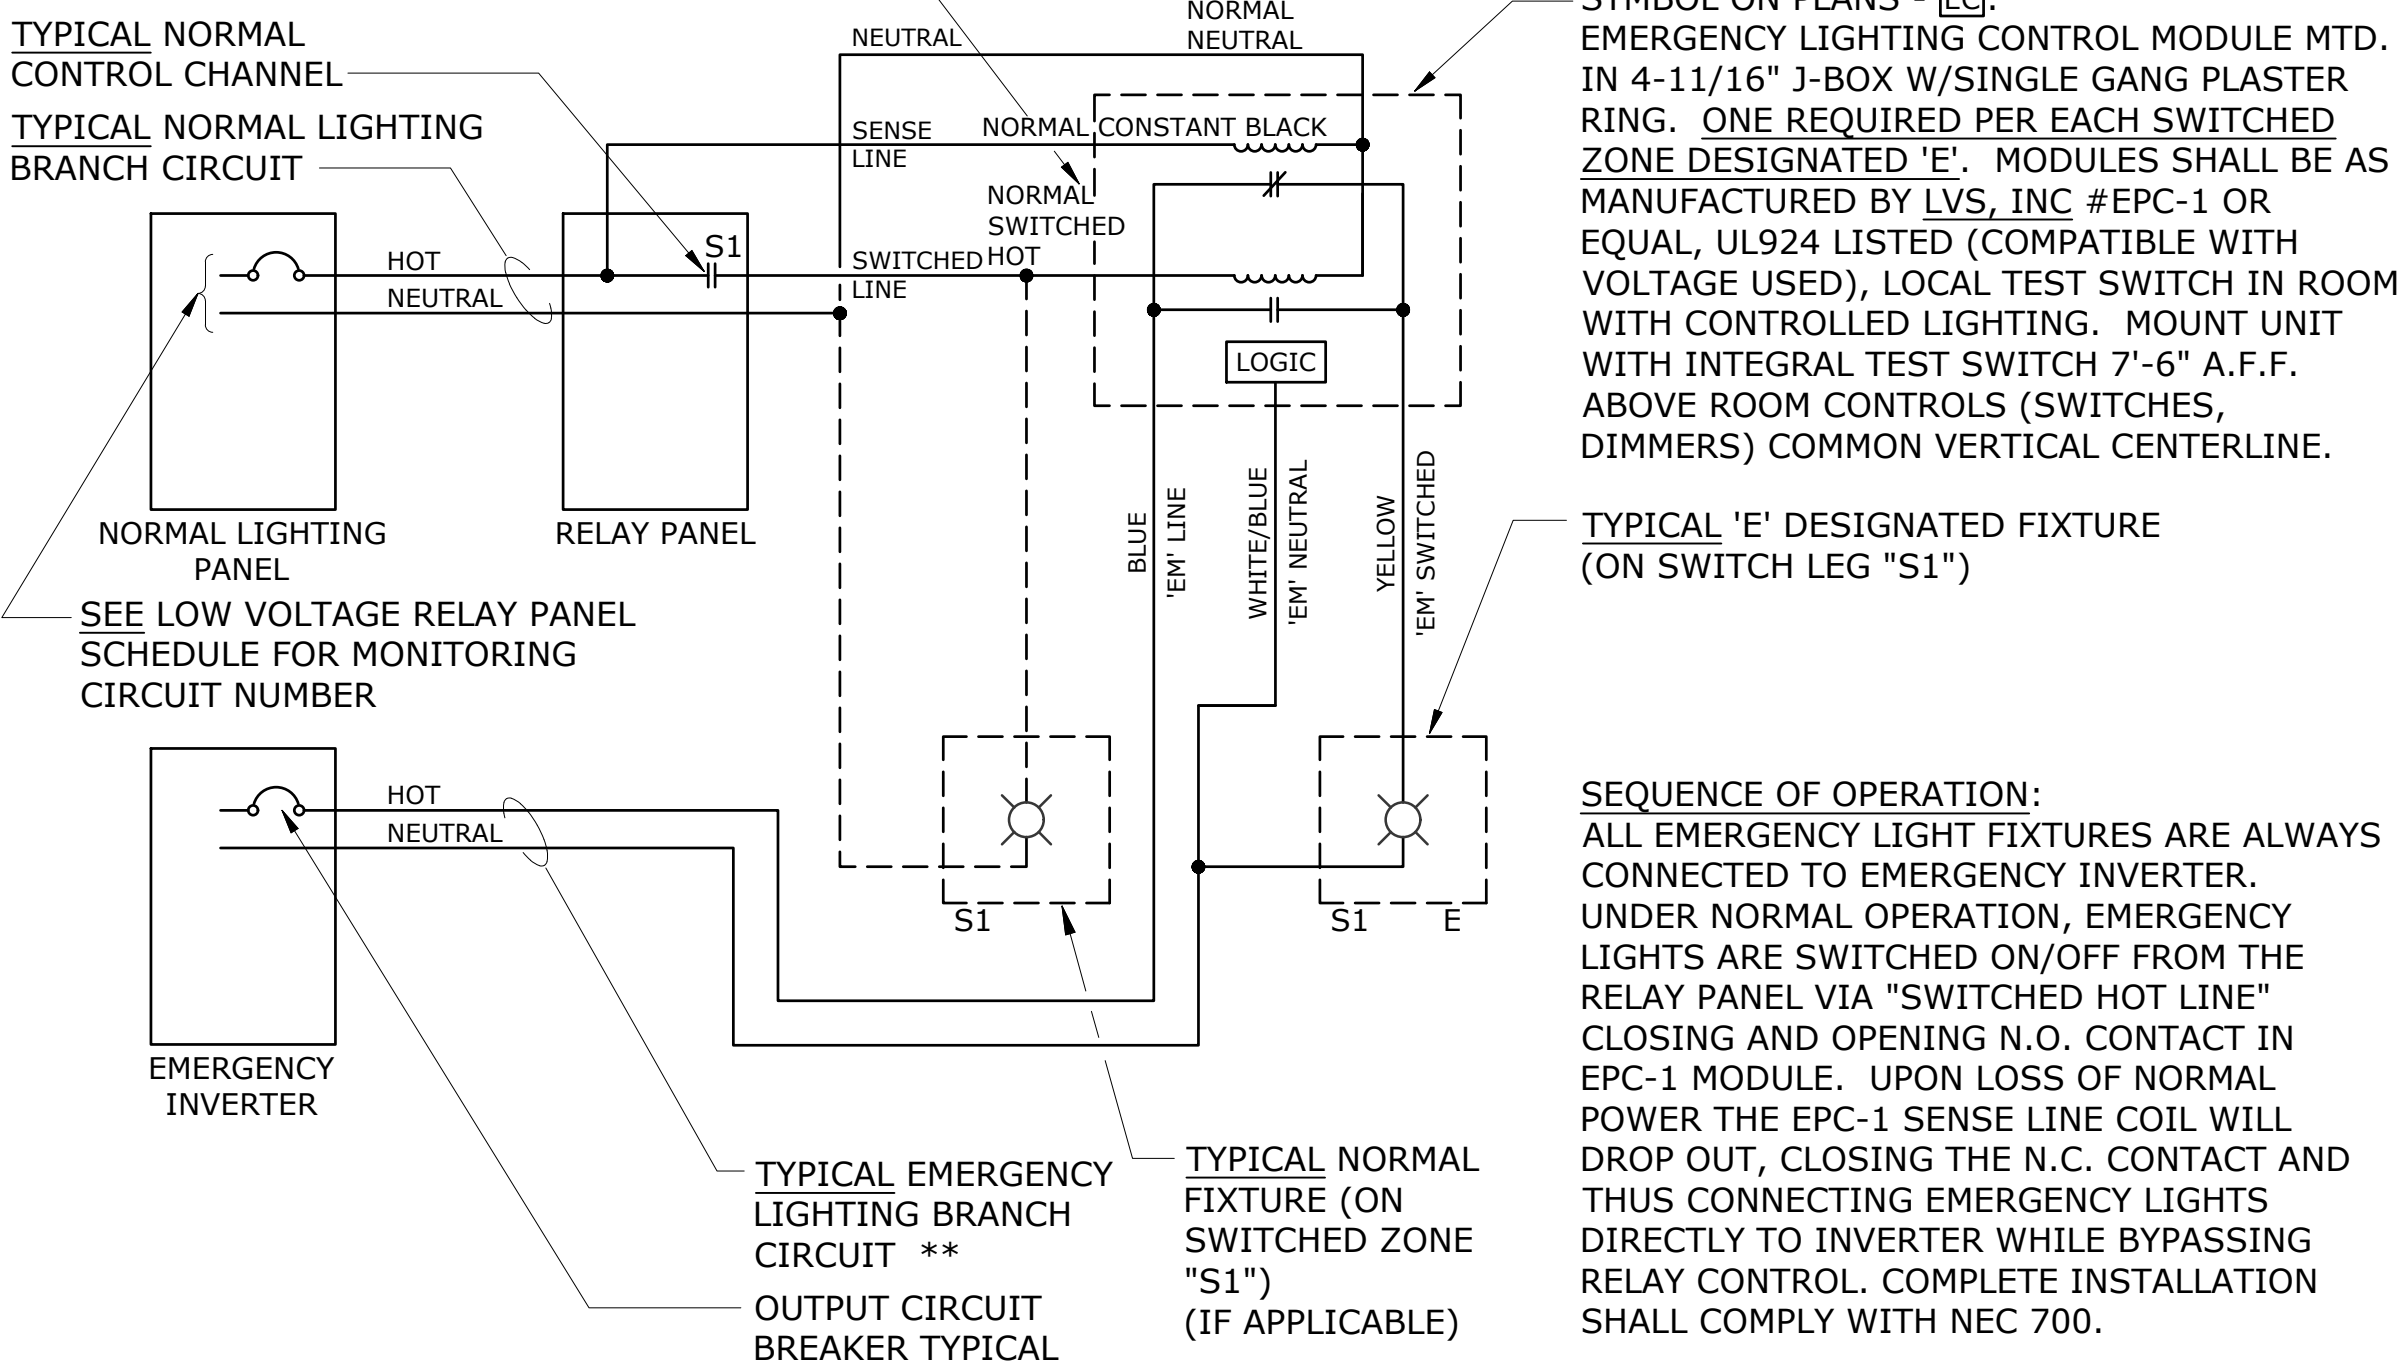 TYPICAL NORMAL
CONTROL CHANNEL
TYPICAL NORMAL LIGHTING
BRANCH CIRCUIT
NEUTRAL
NORMAL
NEUTRAL
SENSE
LINE
NORMAL CONSTANT BLACK
NORMAL
SWITCHED
HOT
SWITCHED
LINE
S1
HOT
NEUTRAL
LOGIC
NORMAL LIGHTING
PANEL
RELAY PANEL
SEE LOW VOLTAGE RELAY PANEL
SCHEDULE FOR MONITORING
CIRCUIT NUMBER
BLUE
'EM' LINE
WHITE/BLUE
'EM' NEUTRAL
YELLOW
'EM' SWITCHED
HOT
NEUTRAL
S1
S1 E
EMERGENCY
INVERTER
TYPICAL EMERGENCY
LIGHTING BRANCH
CIRCUIT **
OUTPUT CIRCUIT
BREAKER TYPICAL
TYPICAL NORMAL
FIXTURE (ON
SWITCHED ZONE
"S1")
(IF APPLICABLE)
SYMBOL ON PLANS - EC.
EMERGENCY LIGHTING CONTROL MODULE MTD.
IN 4-11/16" J-BOX W/SINGLE GANG PLASTER
RING. ONE REQUIRED PER EACH SWITCHED
ZONE DESIGNATED 'E'. MODULES SHALL BE AS
MANUFACTURED BY LVS, INC #EPC-1 OR
EQUAL, UL924 LISTED (COMPATIBLE WITH
VOLTAGE USED), LOCAL TEST SWITCH IN ROOM
WITH CONTROLLED LIGHTING. MOUNT UNIT
WITH INTEGRAL TEST SWITCH 7'-6" A.F.F.
ABOVE ROOM CONTROLS (SWITCHES,
DIMMERS) COMMON VERTICAL CENTERLINE.
TYPICAL 'E' DESIGNATED FIXTURE
(ON SWITCH LEG "S1")
SEQUENCE OF OPERATION:
ALL EMERGENCY LIGHT FIXTURES ARE ALWAYS
CONNECTED TO EMERGENCY INVERTER.
UNDER NORMAL OPERATION, EMERGENCY
LIGHTS ARE SWITCHED ON/OFF FROM THE
RELAY PANEL VIA "SWITCHED HOT LINE"
CLOSING AND OPENING N.O. CONTACT IN
EPC-1 MODULE. UPON LOSS OF NORMAL
POWER THE EPC-1 SENSE LINE COIL WILL
DROP OUT, CLOSING THE N.C. CONTACT AND
THUS CONNECTING EMERGENCY LIGHTS
DIRECTLY TO INVERTER WHILE BYPASSING
RELAY CONTROL. COMPLETE INSTALLATION
SHALL COMPLY WITH NEC 700.